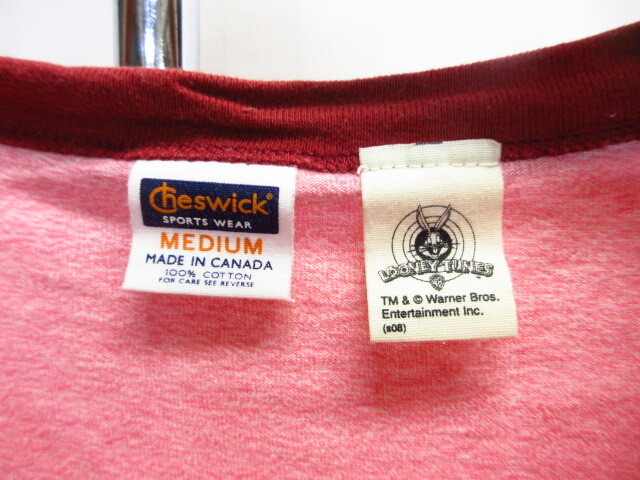 Cheswick
SPORTS WEAR
MEDIUM
MADE IN CANADA
100% COTTON
FOR CARE SEE REVERSE
LOONEY TUNES
WB
TM & © Warner Bros.
Entertainment Inc.
(s08)